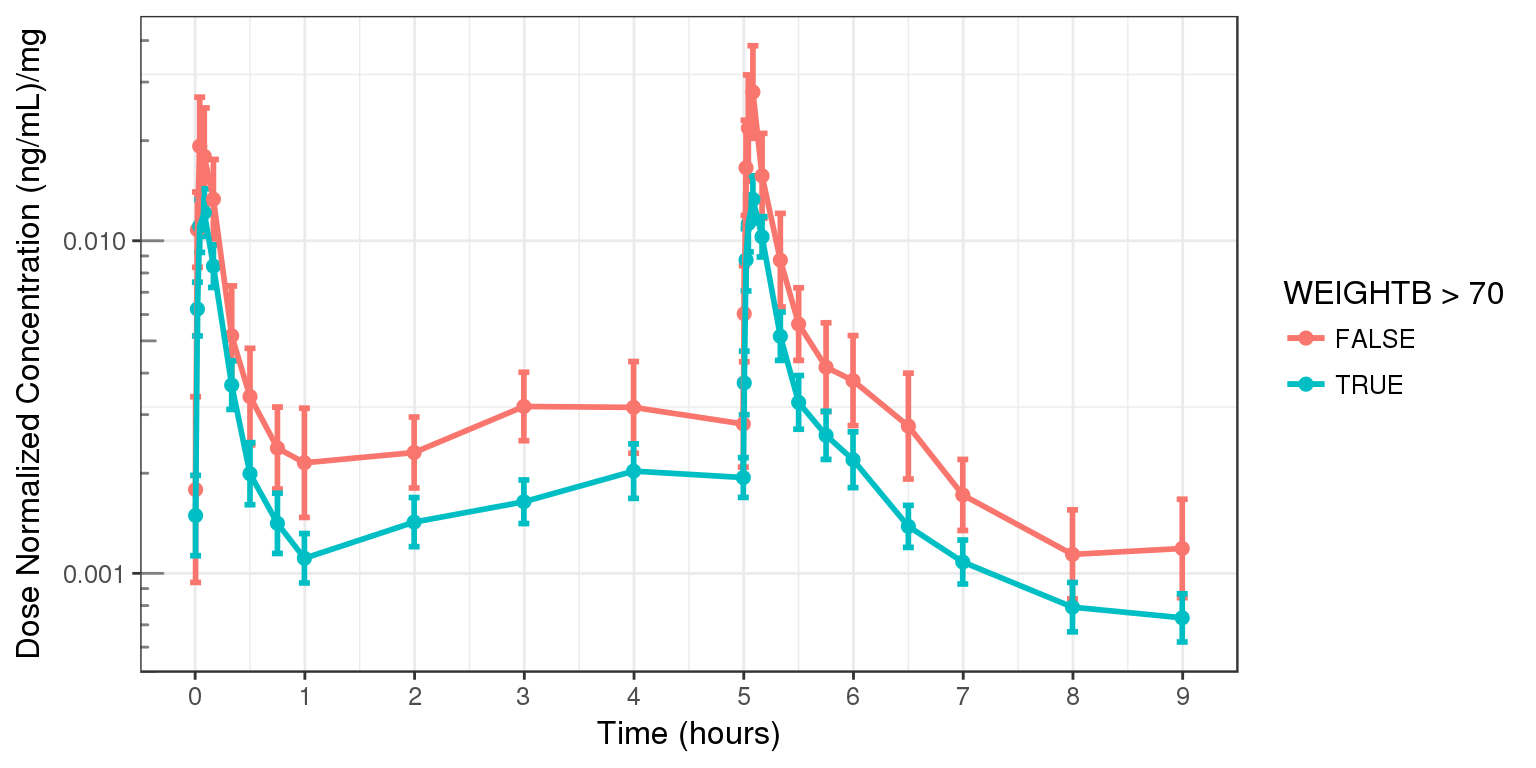 Dose Normalized Concentration (ng/mL)/mg
0.010
0.001
0 1 2 3 4 5 6 7 8 9
Time (hours)
WEIGHTB > 70
FALSE
TRUE